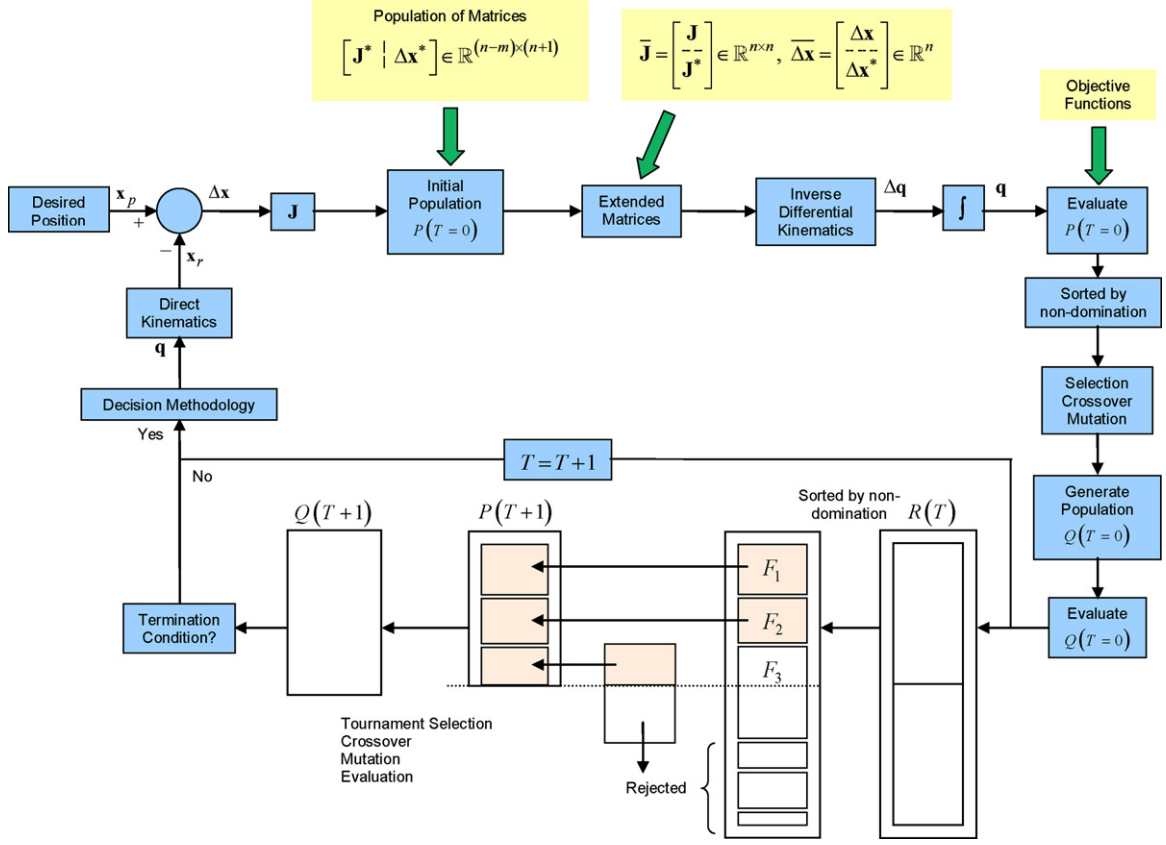 Population of Matrices
[J* ¦ Δx*] ∈ ℝ^(n−m)×(n+1)
J̅ = [J / J*] ∈ ℝ^n×n, Δx̅ = [Δx / Δx*] ∈ ℝ^n
Objective
Functions
Desired
Position
x_p
+
−
x_r
Δx
J
Initial
Population
P(T = 0)
Extended
Matrices
Inverse
Differential
Kinematics
Δq
∫
q
Evaluate
P(T = 0)
Sorted by
non-domination
Selection
Crossover
Mutation
Generate
Population
Q(T = 0)
Evaluate
Q(T = 0)
Direct
Kinematics
q
Decision Methodology
Yes
No
T = T + 1
Termination
Condition?
Q(T + 1)
P(T + 1)
Sorted by non-
domination
R(T)
F_1
F_2
F_3
Tournament Selection
Crossover
Mutation
Evaluation
Rejected